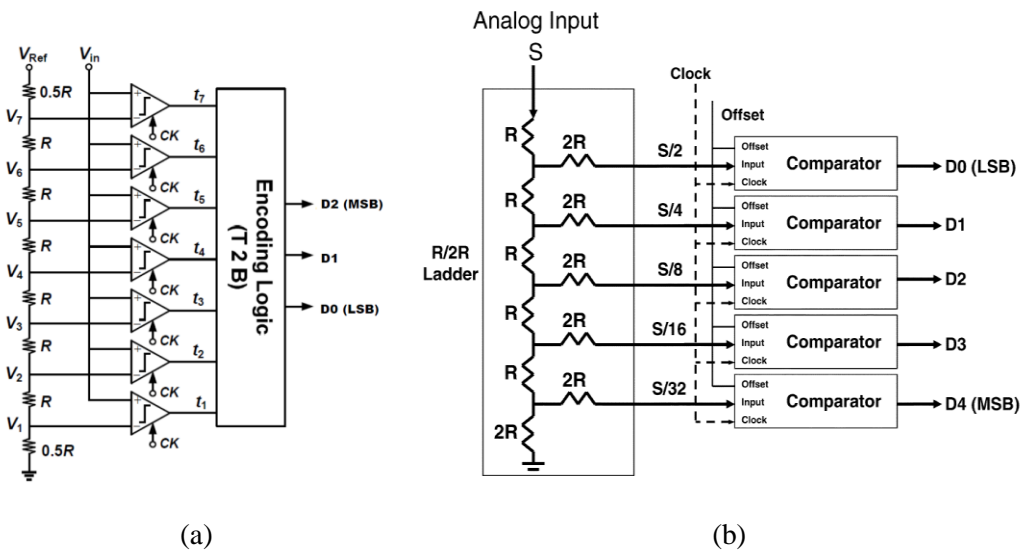 V_Ref V_in
0.5R
V7
R
V6
R
V5
R
V4
R
V3
R
V2
R
V1
0.5R
t7
CK
t6
CK
t5
CK
t4
CK
t3
CK
t2
CK
t1
CK
Encoding Logic
(T 2 B)
D2 (MSB)
D1
D0 (LSB)
(a)
Analog Input
S
R/2R
Ladder
R
R
R
R
R
2R
2R
2R
2R
2R
2R
S/2
S/4
S/8
S/16
S/32
Clock
Offset
Offset
Input
Clock
Comparator
D0 (LSB)
Offset
Input
Clock
Comparator
D1
Offset
Input
Clock
Comparator
D2
Offset
Input
Clock
Comparator
D3
Offset
Input
Clock
Comparator
D4 (MSB)
(b)